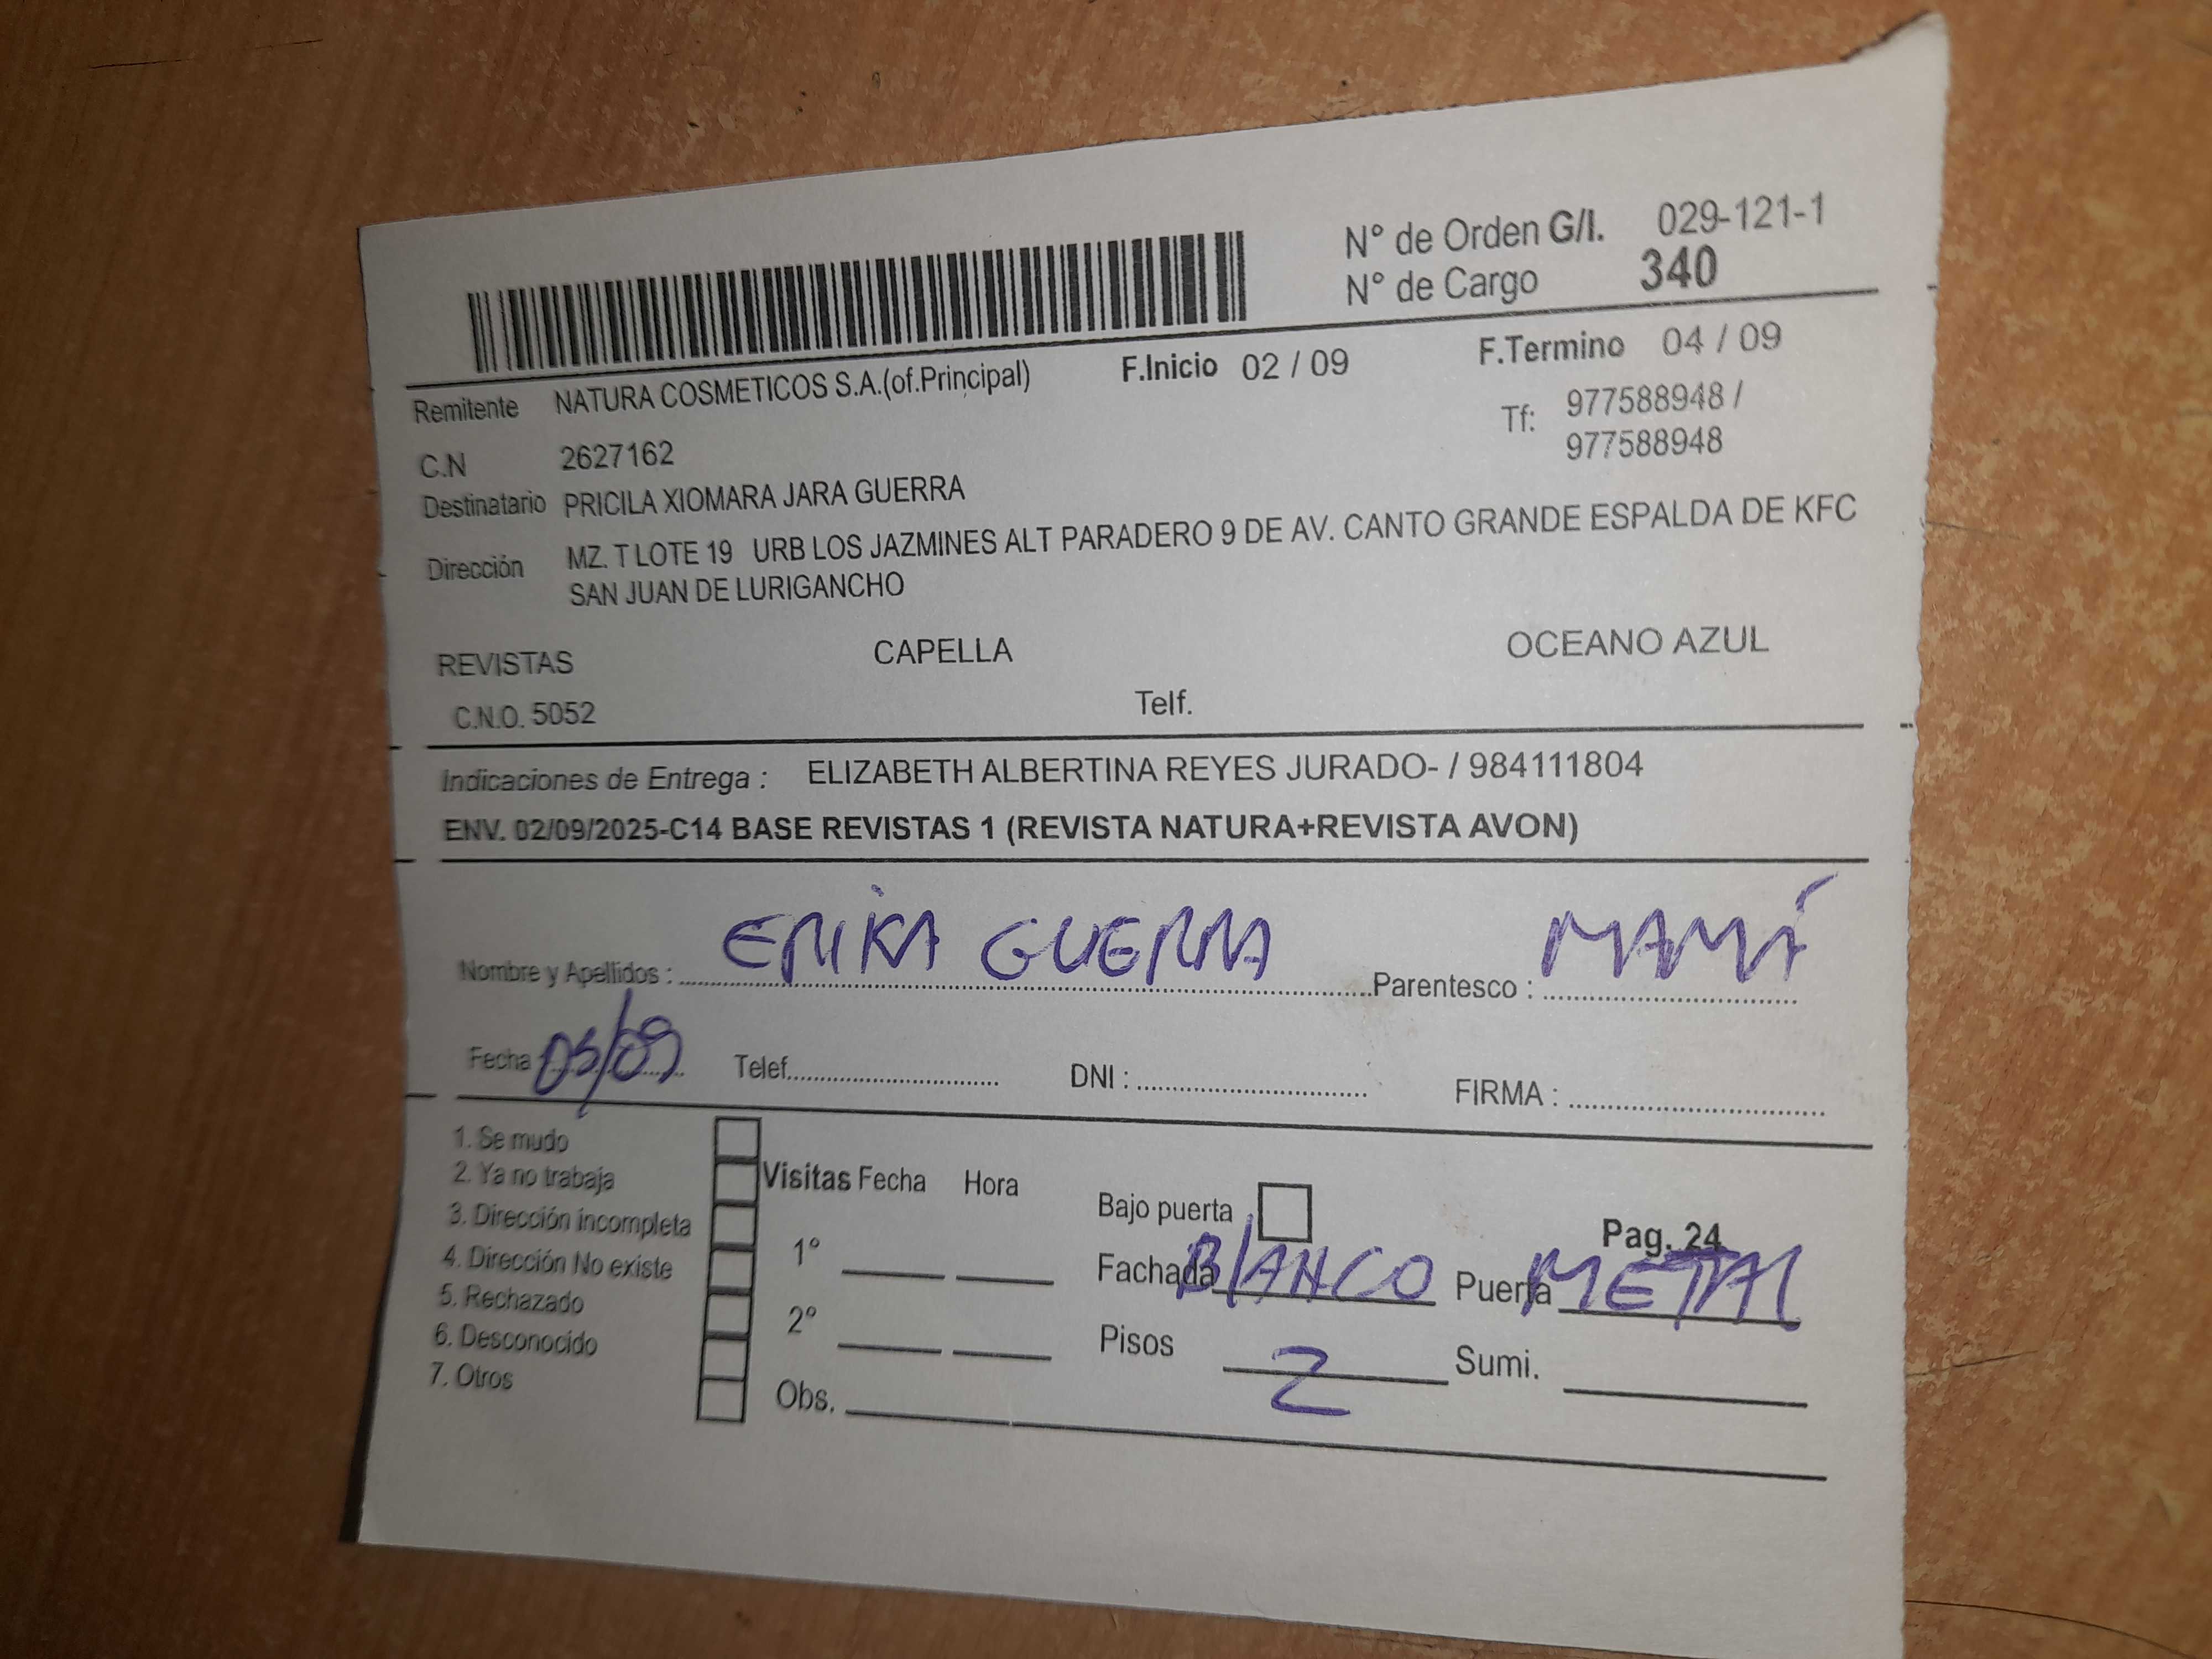 N° de Orden G/I. 029-121-1
N° de Cargo 340
Remitente NATURA COSMETICOS S.A.(of.Principal) F.Inicio 02 / 09 F.Termino 04 / 09
C.N 2627162 Tf: 977588948 /
977588948
Destinatario PRICILA XIOMARA JARA GUERRA
Dirección MZ. T LOTE 19 URB LOS JAZMINES ALT PARADERO 9 DE AV. CANTO GRANDE ESPALDA DE KFC
SAN JUAN DE LURIGANCHO
REVISTAS CAPELLA OCEANO AZUL
C.N.O. 5052 Telf.
Indicaciones de Entrega : ELIZABETH ALBERTINA REYES JURADO- / 984111804
ENV. 02/09/2025-C14 BASE REVISTAS 1 (REVISTA NATURA+REVISTA AVON)
Nombre y Apellidos : ERIKA GUERRA Parentesco : MAMÁ
Fecha /09 Telef. DNI : FIRMA :
1. Se mudo
2. Ya no trabaja
3. Dirección incompleta
4. Dirección No existe
5. Rechazado
6. Desconocido
7. Otros
Visitas Fecha Hora
1°
2°
Obs.
Bajo puerta Pag. 24
Fachada BlANCO Puerta METAl
Pisos 2 Sumi.